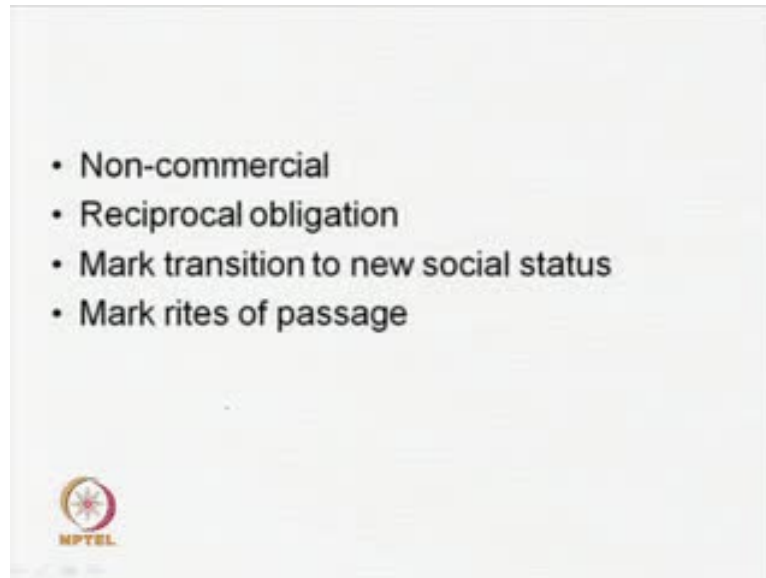 • Non-commercial
• Reciprocal obligation
• Mark transition to new social status
• Mark rites of passage
NPTEL